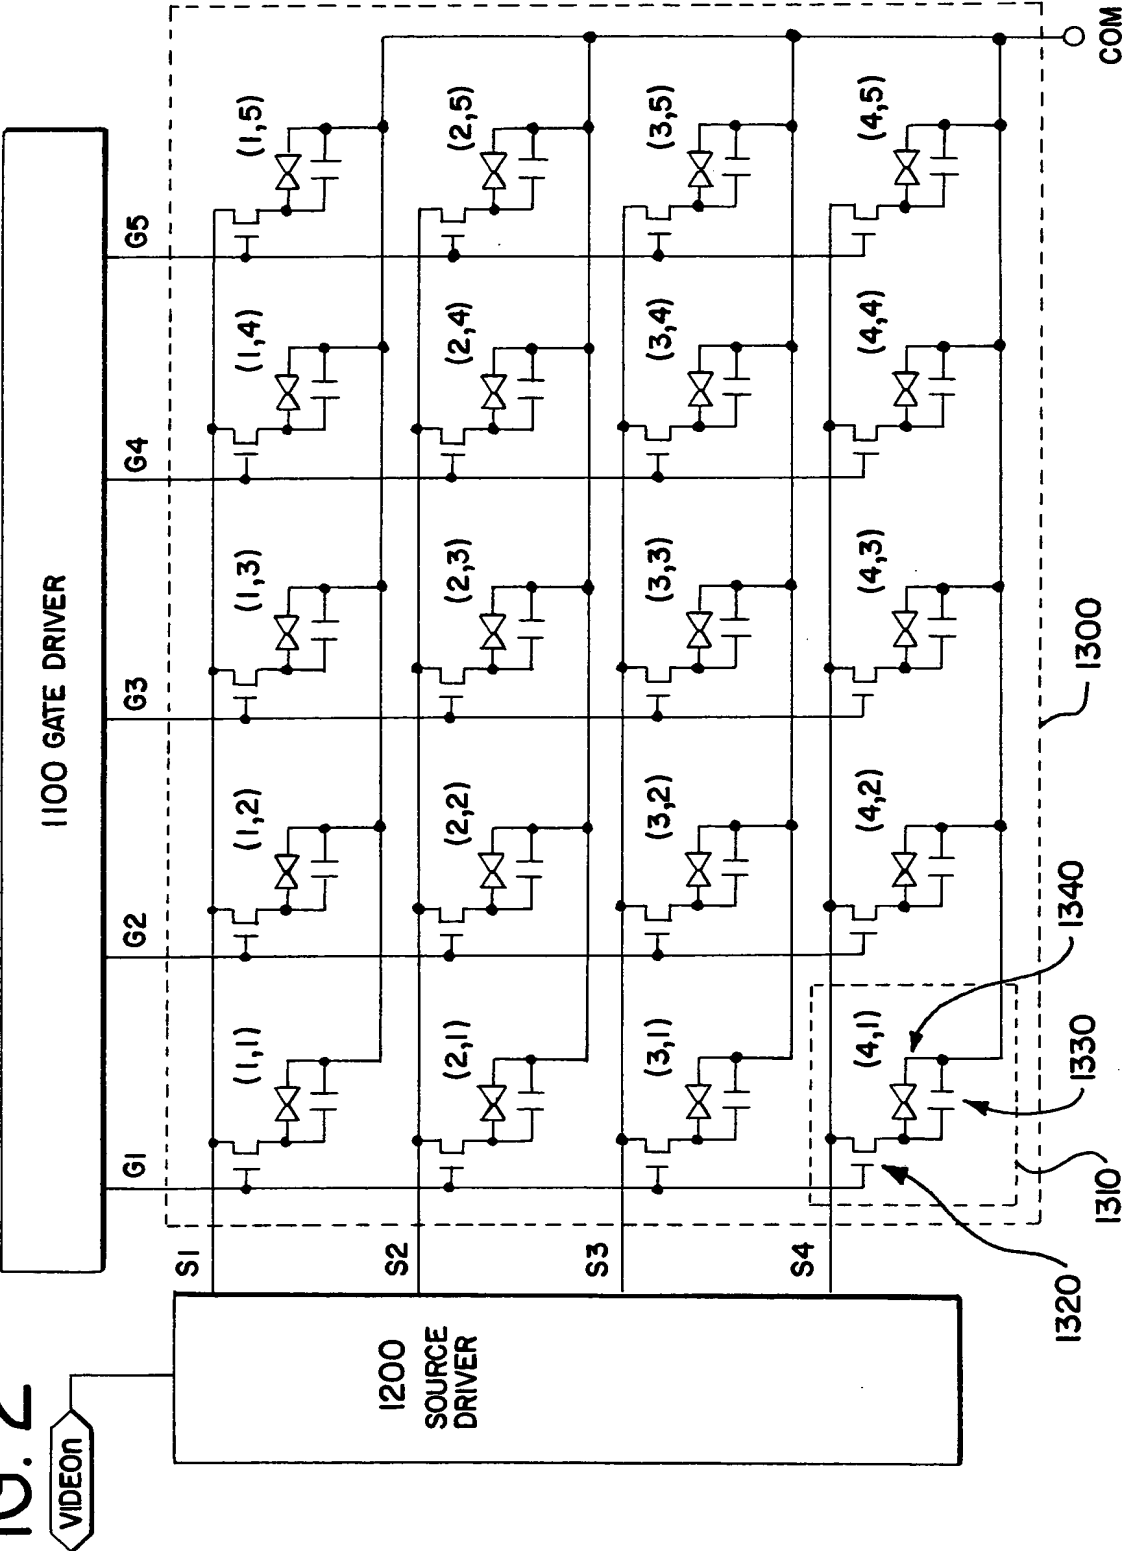 IG. 2
VIDEOn
1100 GATE DRIVER
G1
G2
G3
G4
G5
1200
SOURCE
DRIVER
S1
(1,1)
(1,2)
(1,3)
(1,4)
(1,5)
S2
(2,1)
(2,2)
(2,3)
(2,4)
(2,5)
S3
(3,1)
(3,2)
(3,3)
(3,4)
(3,5)
S4
(4,1)
(4,2)
(4,3)
(4,4)
(4,5)
1320
1310
1330
1340
1300
COM